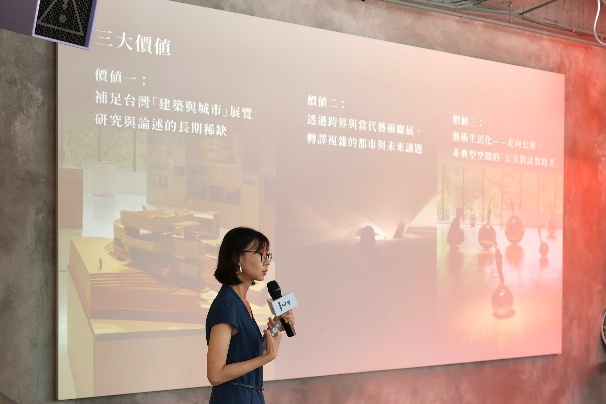 三大價值
價值一：
補足台灣「建築與城市」展覽
研究與論述的長期稀缺
價值二：
透過跨界與當代藝術聯展，
轉譯複雜的都市與未來議題
價值三：
藝術生活化——走向公眾、
非典型空間的「公共對話實踐者
JUT